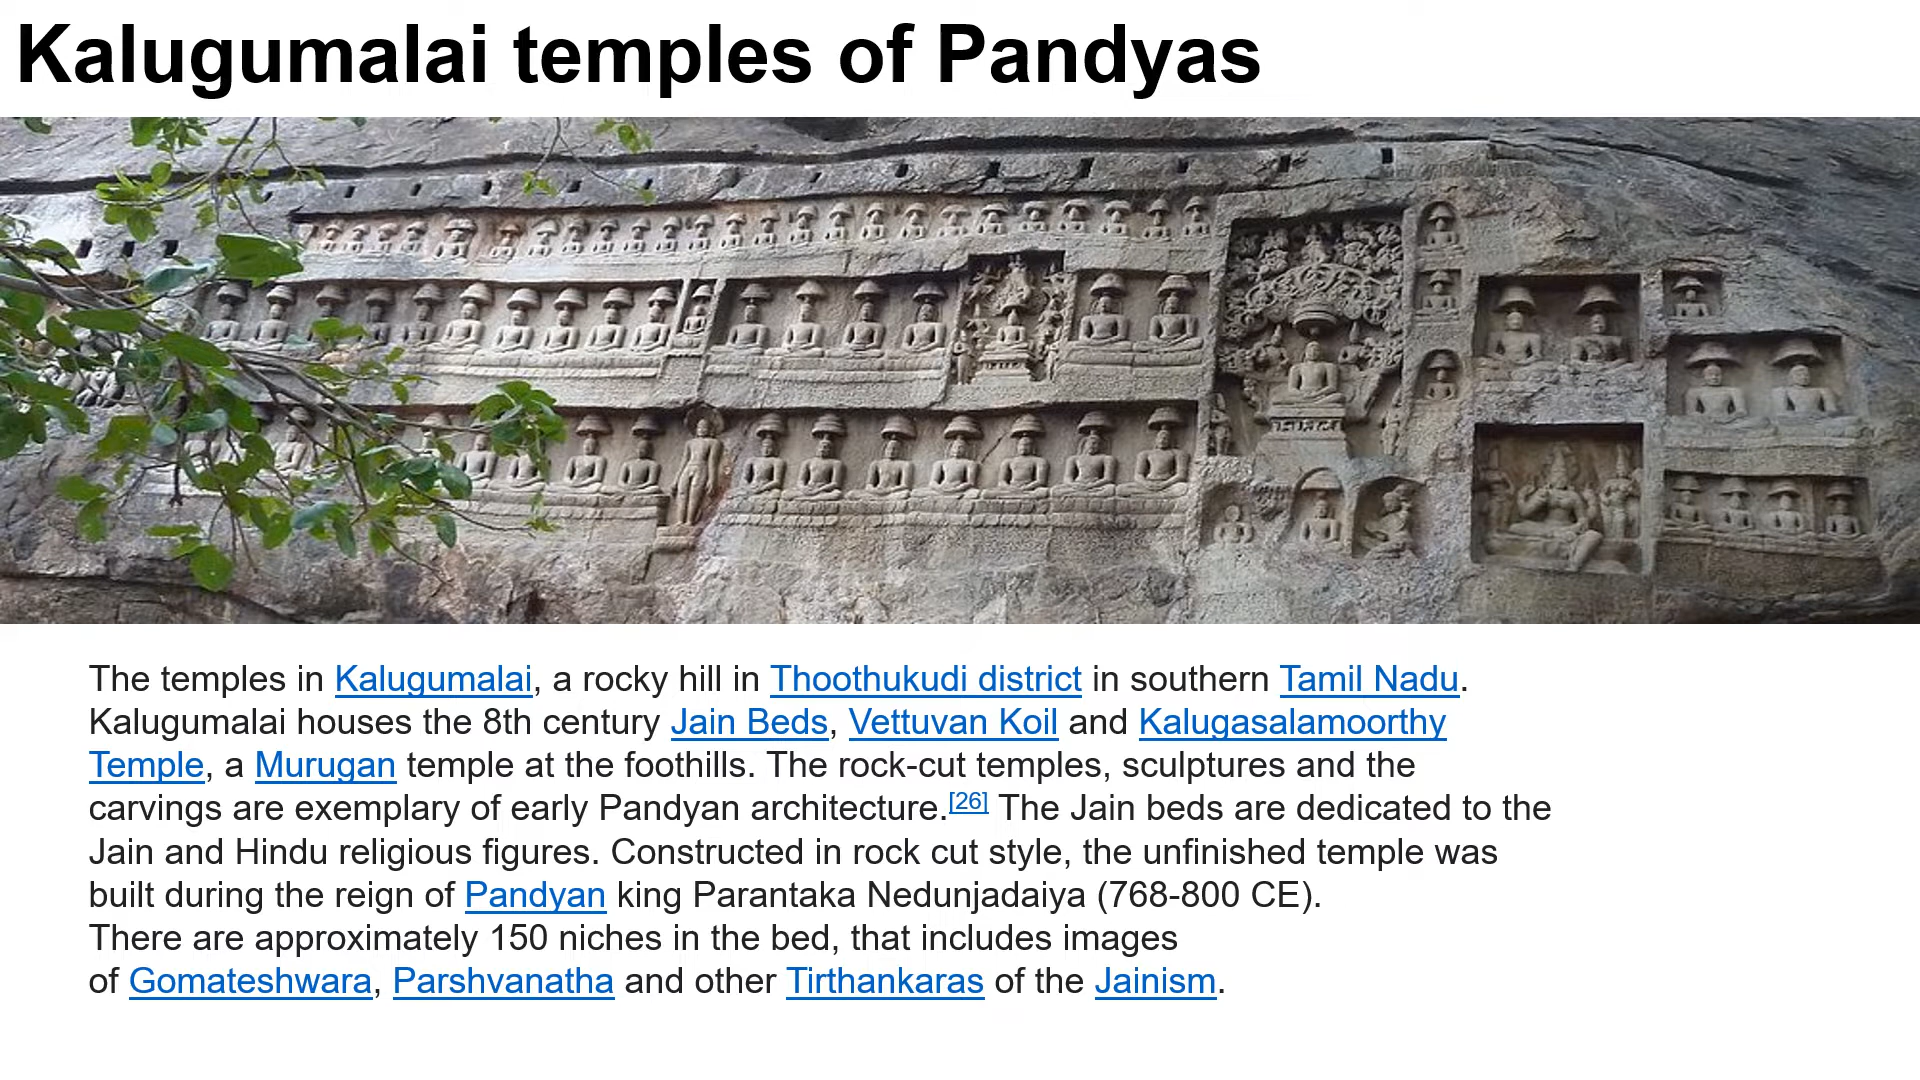 Kalugumalai temples of Pandyas
The temples in Kalugumalai, a rocky hill in Thoothukudi district in southern Tamil Nadu.
Kalugumalai houses the 8th century Jain Beds, Vettuvan Koil and Kalugasalamoorthy
Temple, a Murugan temple at the foothills. The rock-cut temples, sculptures and the
carvings are exemplary of early Pandyan architecture.[26] The Jain beds are dedicated to the
Jain and Hindu religious figures. Constructed in rock cut style, the unfinished temple was
built during the reign of Pandyan king Parantaka Nedunjadaiya (768-800 CE).
There are approximately 150 niches in the bed, that includes images
of Gomateshwara, Parshvanatha and other Tirthankaras of the Jainism.